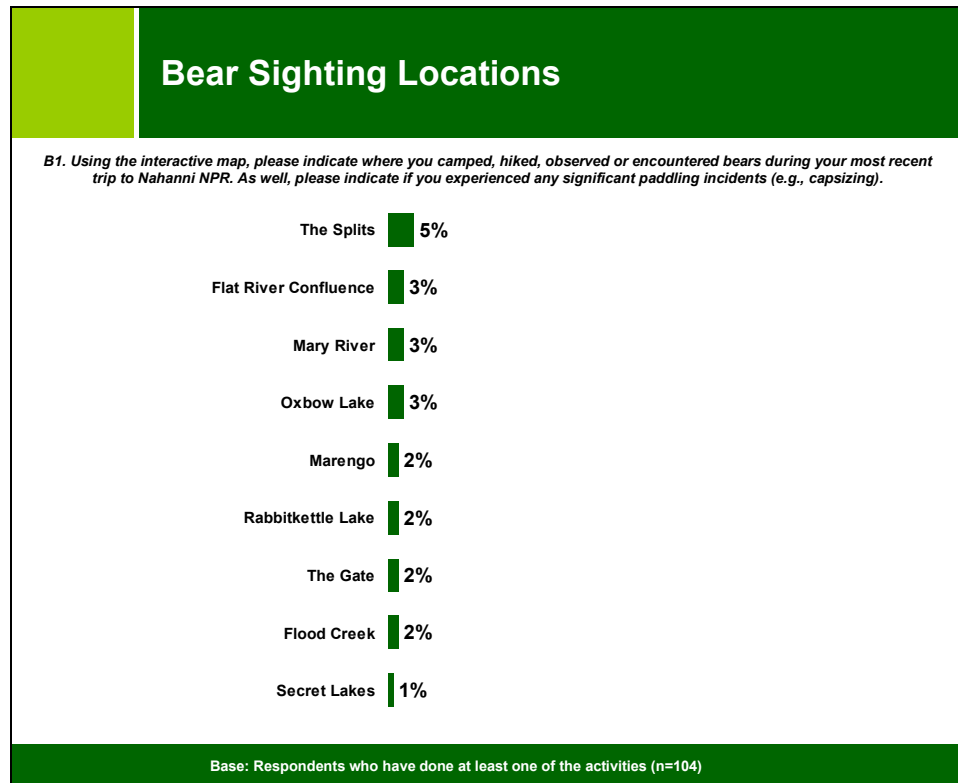 Bear Sighting Locations
B1. Using the interactive map, please indicate where you camped, hiked, observed or encountered bears during your most recent
trip to Nahanni NPR. As well, please indicate if you experienced any significant paddling incidents (e.g., capsizing).
The Splits 5%
Flat River Confluence 3%
Mary River 3%
Oxbow Lake 3%
Marengo 2%
Rabbitkettle Lake 2%
The Gate 2%
Flood Creek 2%
Secret Lakes 1%
Base: Respondents who have done at least one of the activities (n=104)